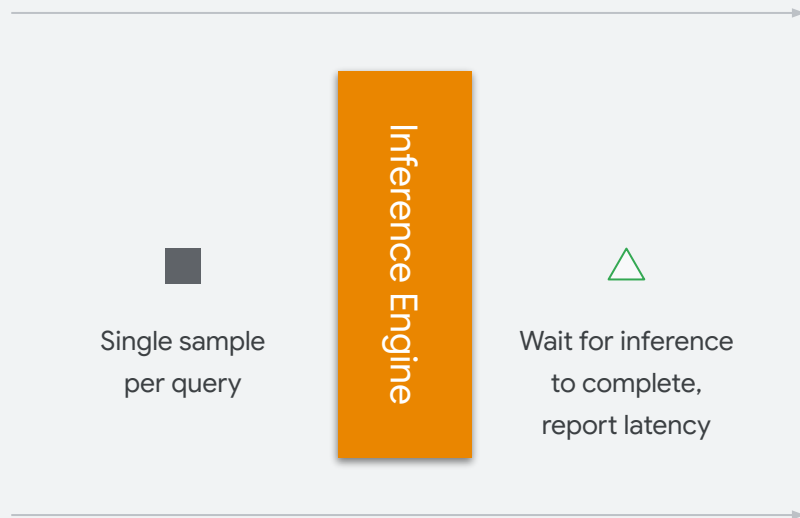 Single sample
per query
Inference Engine
Wait for inference
to complete,
report latency